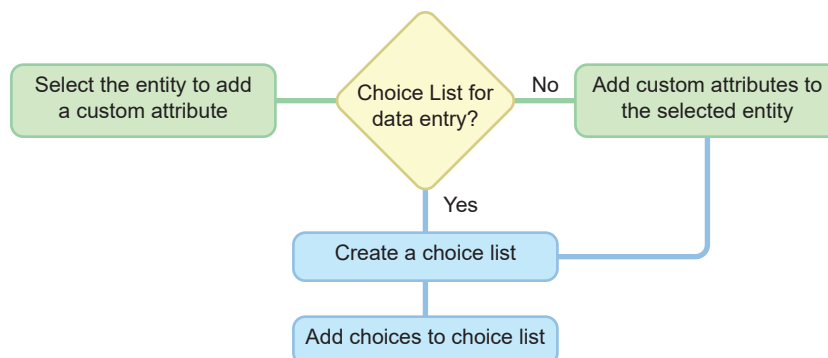 Select the entity to add
a custom attribute
Choice List for
data entry?
No
Add custom attributes to
the selected entity
Yes
Create a choice list
Add choices to choice list